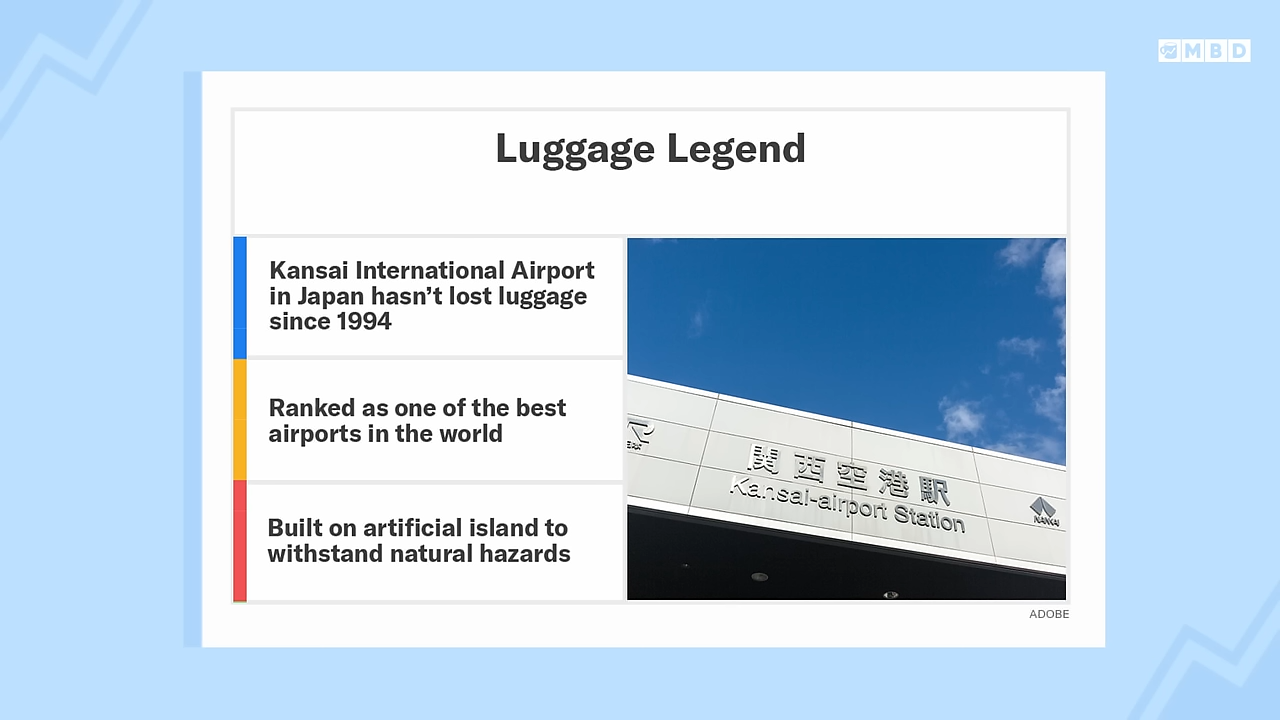 MBD
Luggage Legend
Kansai International Airport
in Japan hasn’t lost luggage
since 1994
Ranked as one of the best
airports in the world
Built on artificial island to
withstand natural hazards
関西空港駅
Kansai-airport Station
NANKAI
ADOBE